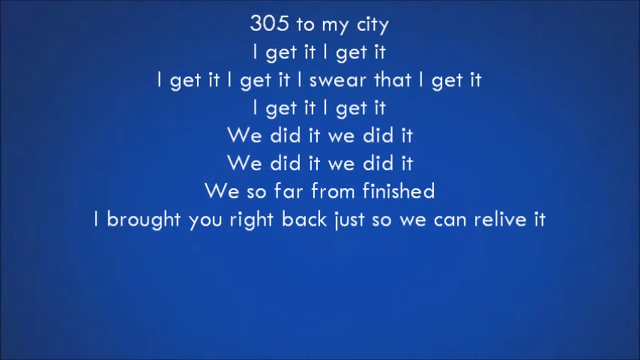 305 to my city
I get it I get it
I get it I get it I swear that I get it
I get it I get it
We did it we did it
We did it we did it
We so far from finished
I brought you right back just so we can relive it